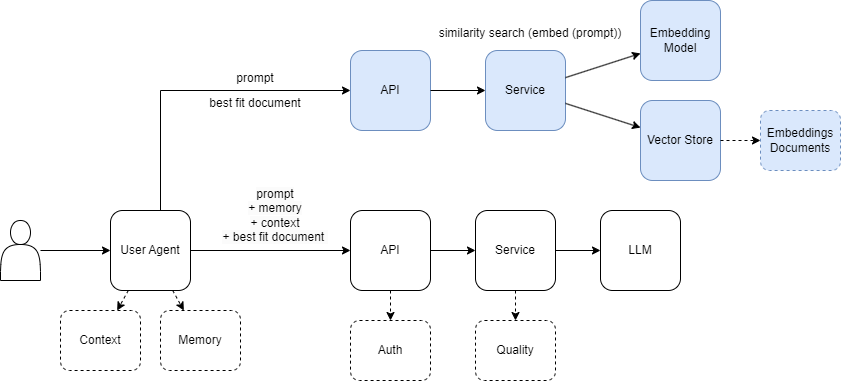 similarity search (embed (prompt))
Embedding
Model
prompt
best fit document
API
Service
Vector Store
Embeddings
Documents
prompt
+ memory
+ context
+ best fit document
User Agent
API
Service
LLM
Context
Memory
Auth
Quality